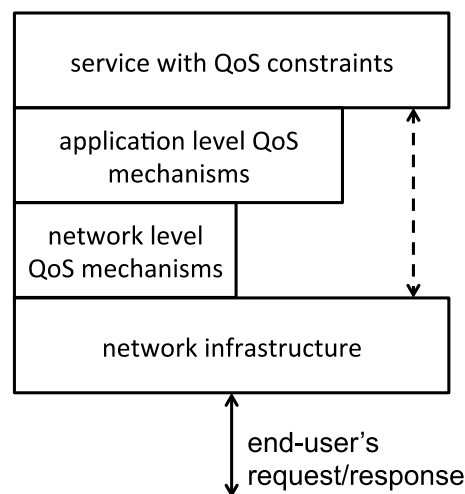 service with QoS constraints
application level QoS
mechanisms
network level
QoS mechanisms
network infrastructure
end-user's
request/response